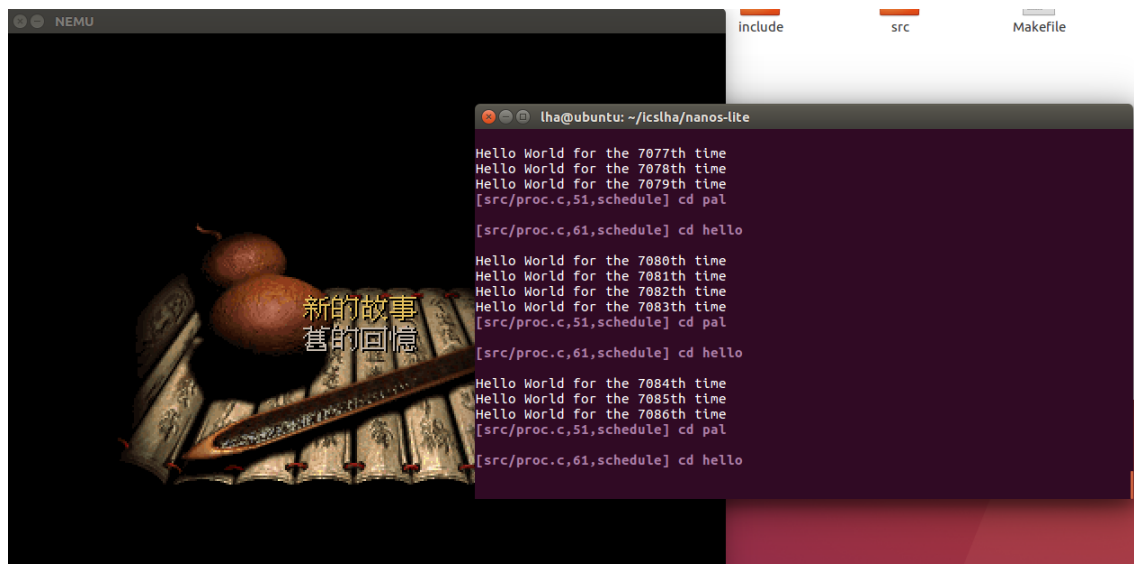 NEMU
include
src
Makefile
lha@ubuntu: ~/icslha/nanos-lite
Hello World for the 7077th time
Hello World for the 7078th time
Hello World for the 7079th time
[src/proc.c,51,schedule] cd pal
[src/proc.c,61,schedule] cd hello
Hello World for the 7080th time
Hello World for the 7081th time
Hello World for the 7082th time
Hello World for the 7083th time
[src/proc.c,51,schedule] cd pal
[src/proc.c,61,schedule] cd hello
Hello World for the 7084th time
Hello World for the 7085th time
Hello World for the 7086th time
[src/proc.c,51,schedule] cd pal
[src/proc.c,61,schedule] cd hello
新的故事
舊的回憶